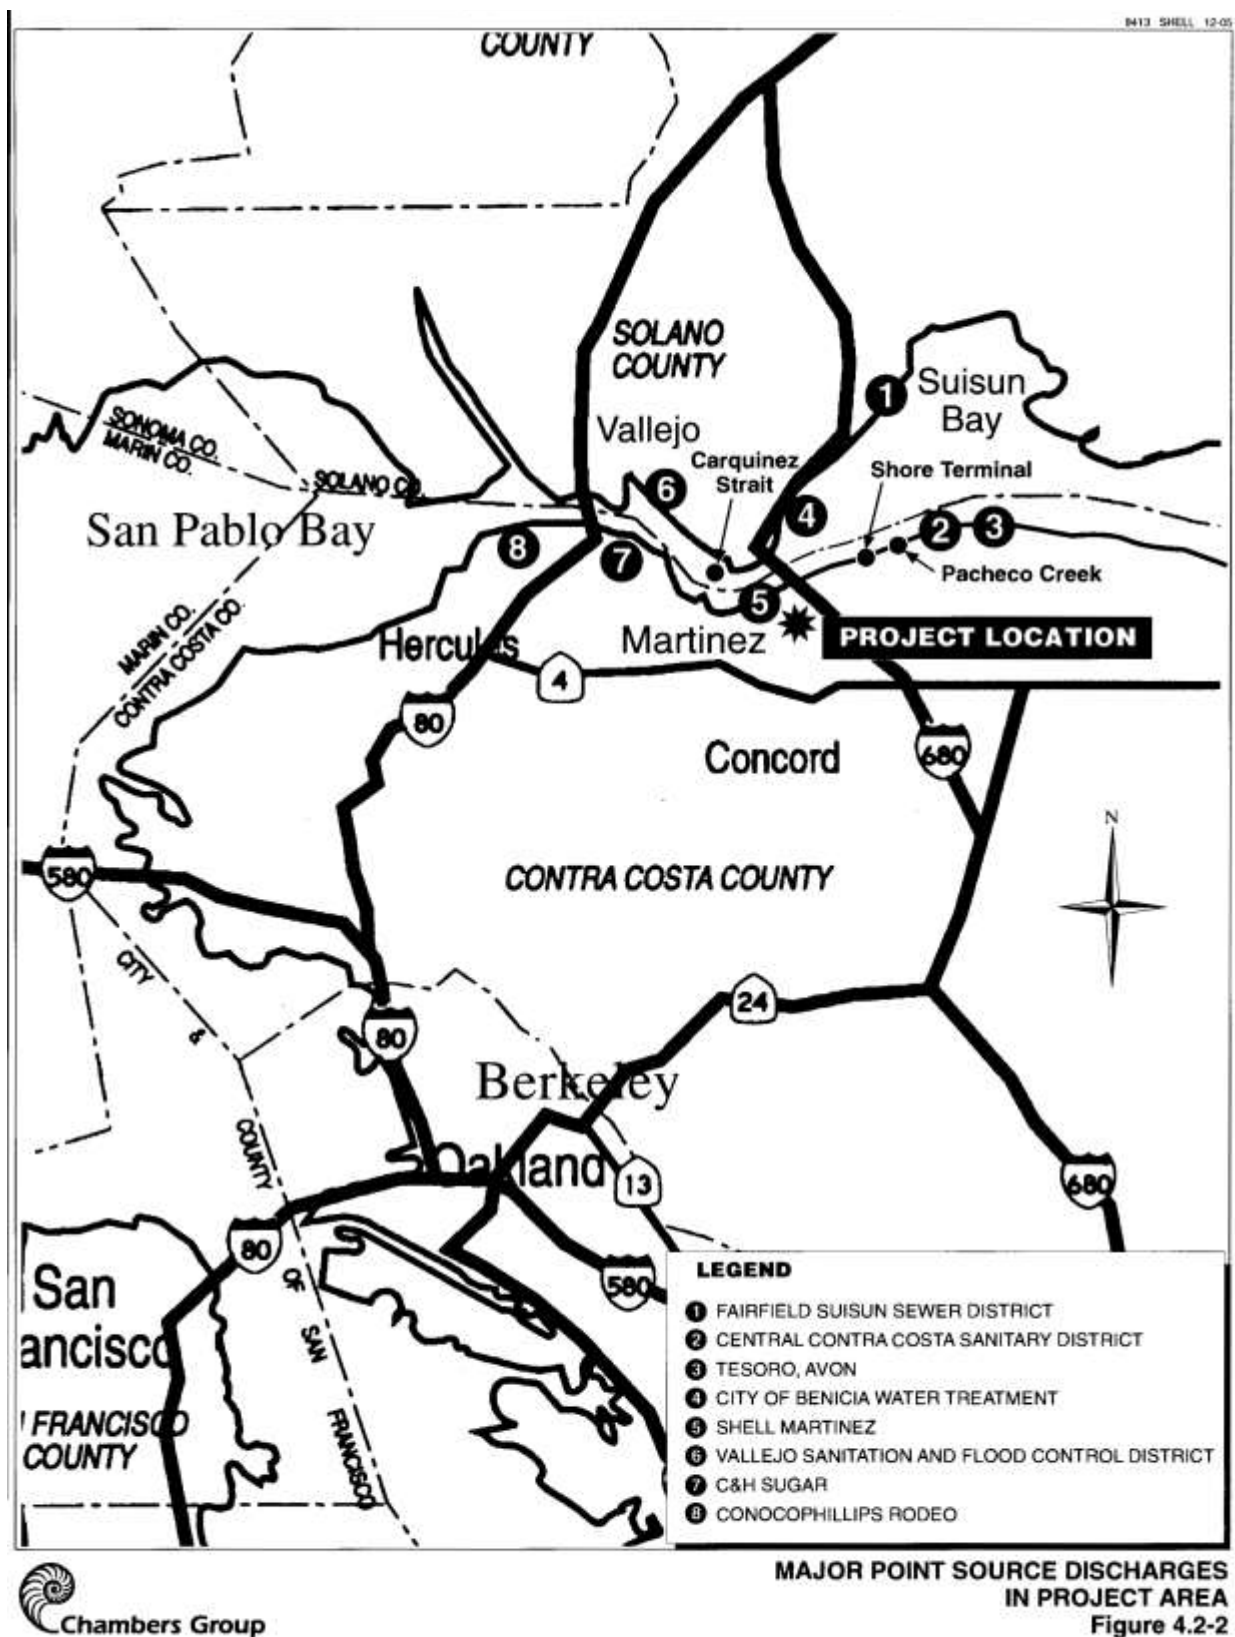 8413 SHELL 12-05
COUNTY
SOLANO
COUNTY
Suisun
Bay
1
Vallejo
SONOMA CO.
MARIN CO.
Carquinez
Strait
Shore Terminal
SOLANO CO.
6
San Pablo Bay
4
2
3
8
7
Pacheco Creek
5
MARIN CO.
CONTRA COSTA CO.
Hercules
Martinez
PROJECT LOCATION
4
80
Concord
680
N
580
CONTRA COSTA COUNTY
CITY
&
24
80
Berkeley
COUNTY
Oakland
13
680
80
OF
580
San
ancisco
SAN
FRANCISCO
FRANCISCO
COUNTY
LEGEND
1 FAIRFIELD SUISUN SEWER DISTRICT
2 CENTRAL CONTRA COSTA SANITARY DISTRICT
3 TESORO, AVON
4 CITY OF BENICIA WATER TREATMENT
5 SHELL MARTINEZ
6 VALLEJO SANITATION AND FLOOD CONTROL DISTRICT
7 C&H SUGAR
8 CONOCOPHILLIPS RODEO
MAJOR POINT SOURCE DISCHARGES
IN PROJECT AREA
Figure 4.2-2
Chambers Group